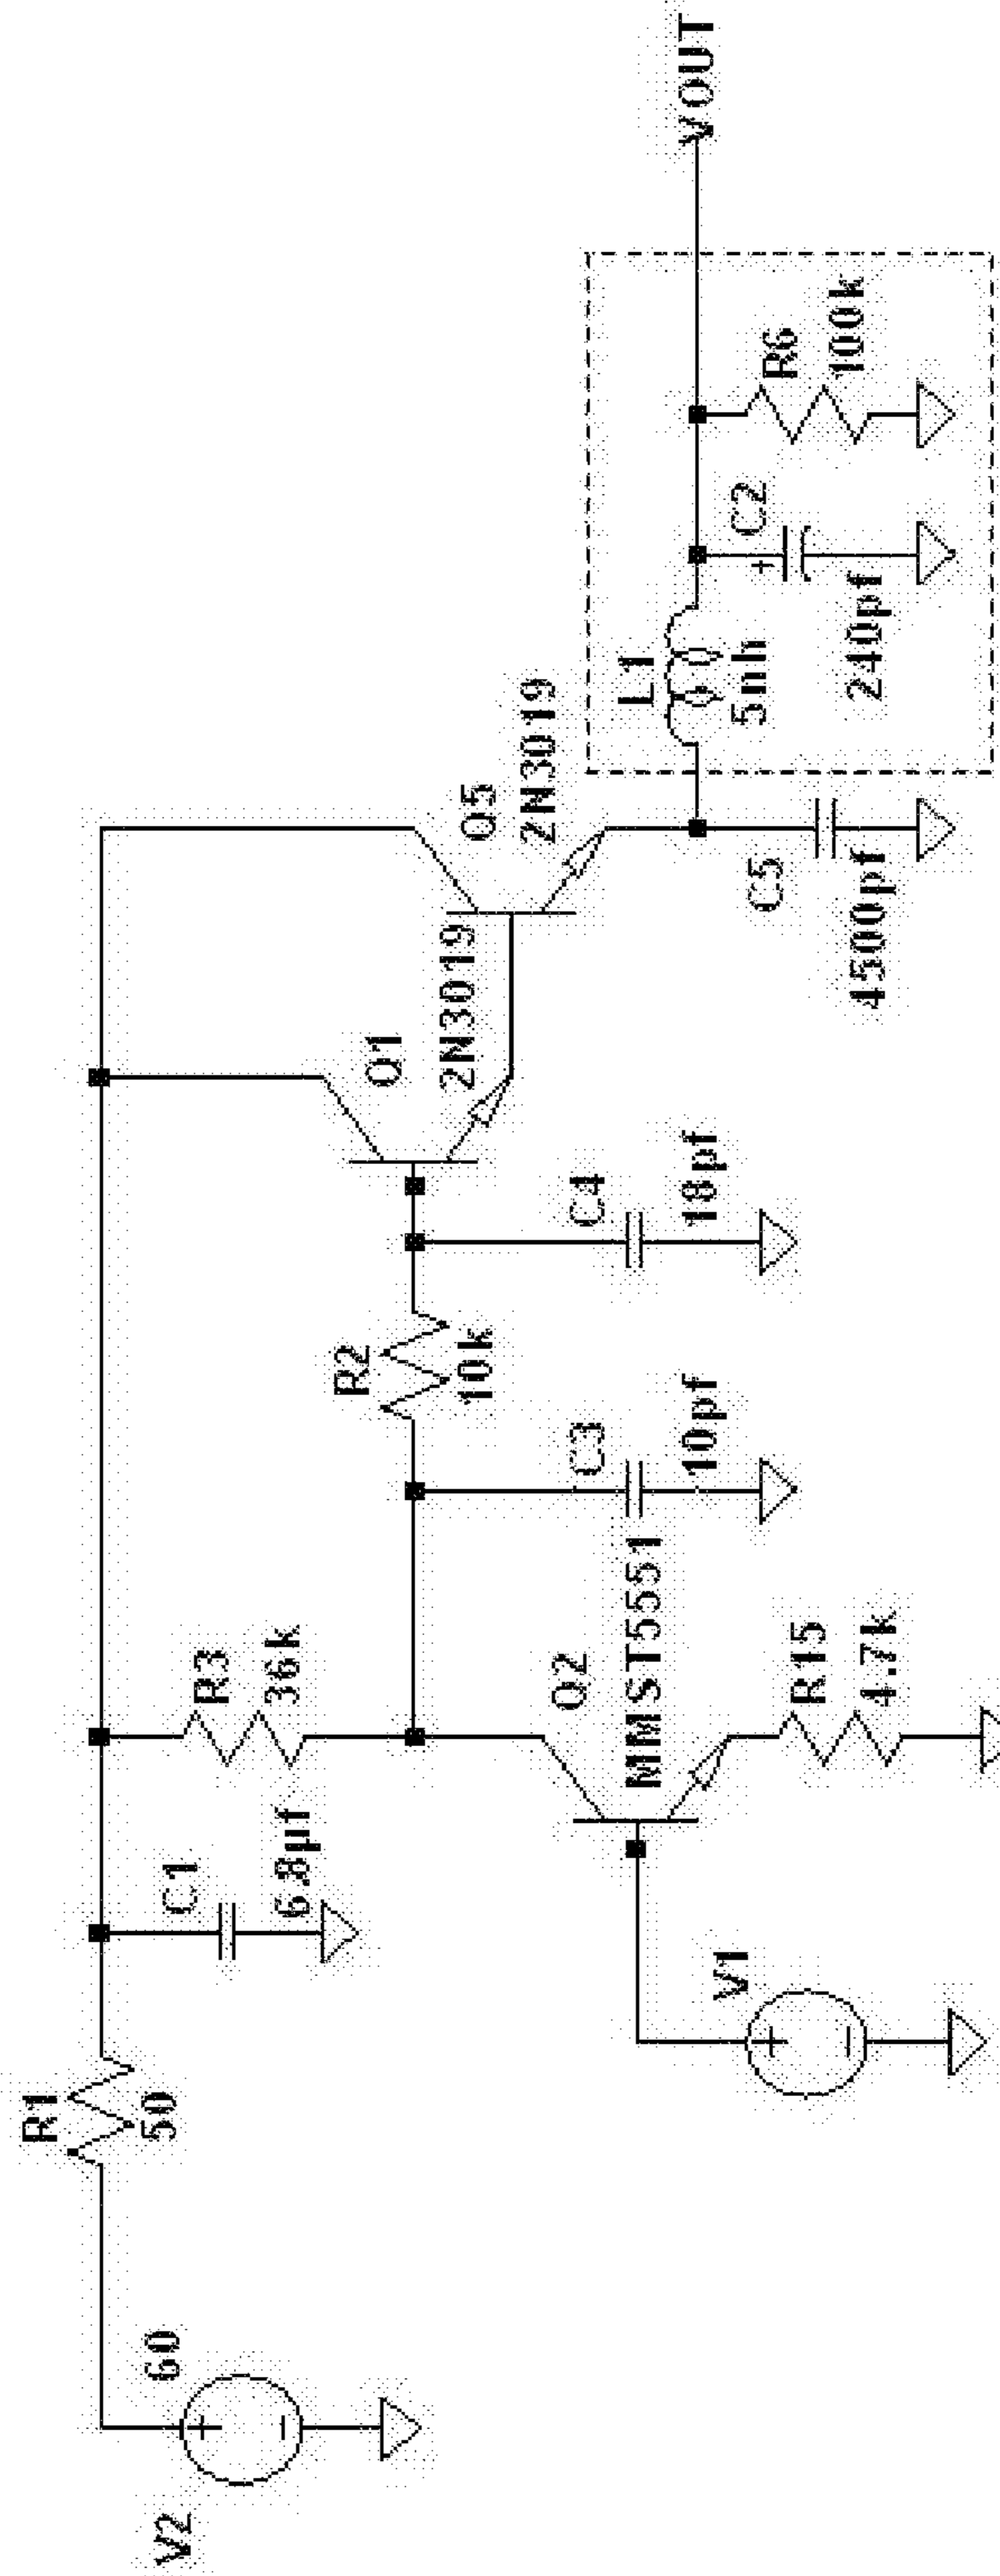 V2
60
R1
50
C1
6.8µf
R3
36k
V1
Q2
MMST5551
R15
4.7k
C3
10pf
R2
10k
C4
18pf
Q1
2N3019
Q5
2N3019
C5
4500pf
L1
5nh
C2
+
240pf
R6
100k
VOUT